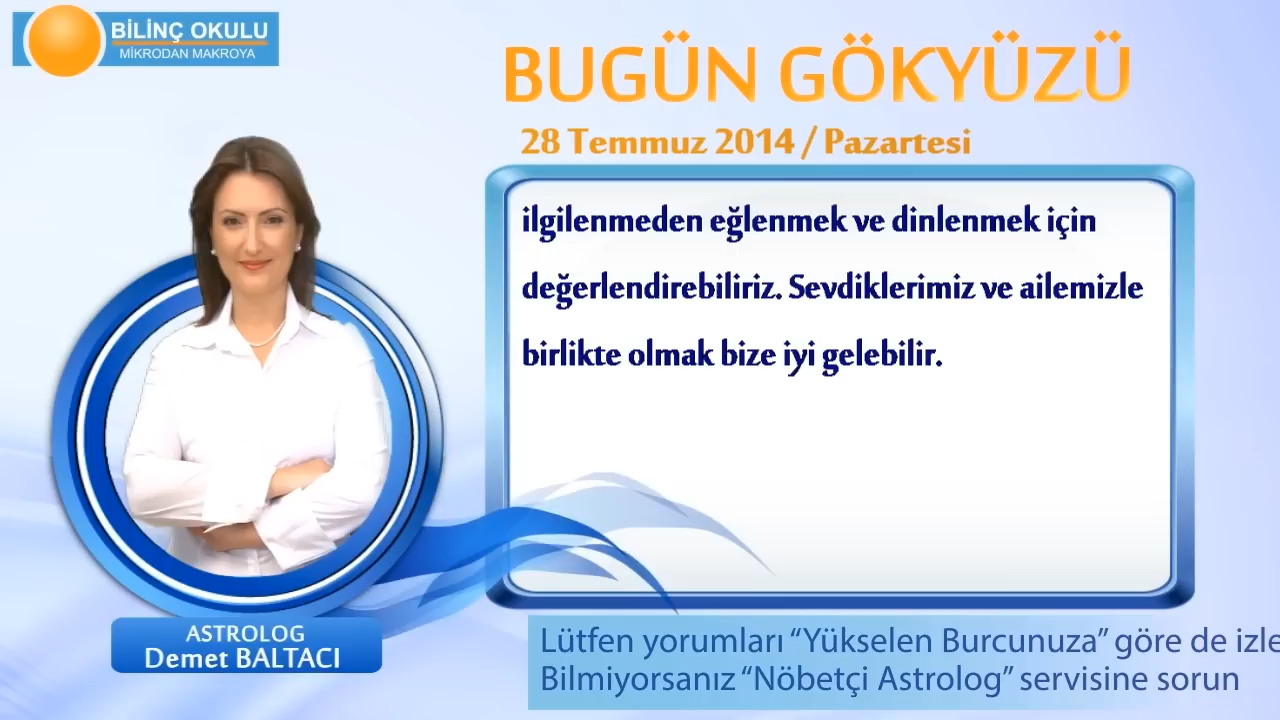 BİLİNÇ OKULU
MİKRODAN MAKROYA
BUGÜN GÖKYÜZÜ
28 Temmuz 2014 / Pazartesi
ilgilenmeden eğlenmek ve dinlenmek için
değerlendirebiliriz. Sevdiklerimiz ve ailemizle
birlikte olmak bize iyi gelebilir.
ASTROLOG
Demet BALTACI
Lütfen yorumları “Yükselen Burcunuza” göre de izle
Bilmiyorsanız “Nöbetçi Astrolog” servisine sorun